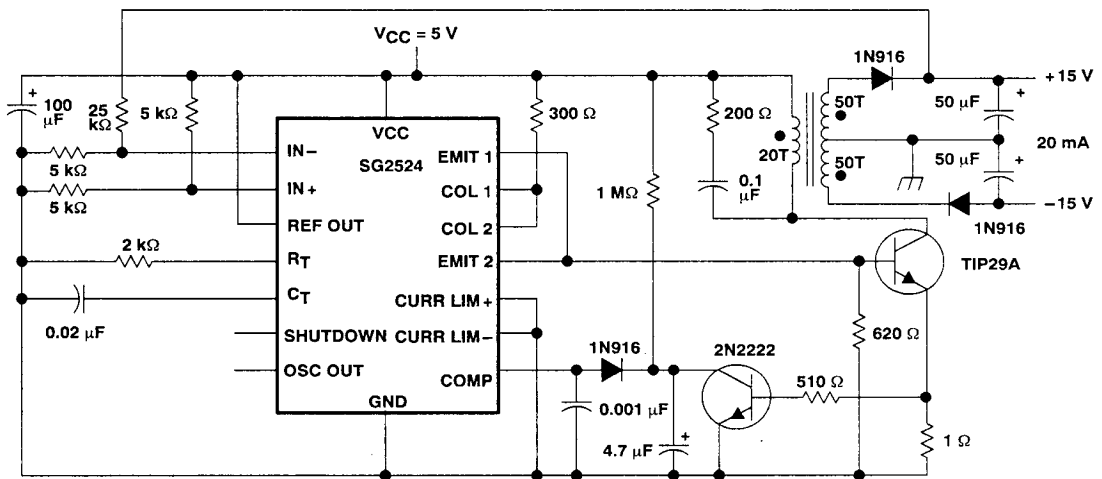 VCC = 5 V
1N916
+15 V
+
100
µF
25
kΩ
5 kΩ
VCC
SG2524
300 Ω
200 Ω
20T
50T
50T
50 µF
+
20 mA
50 µF
+
−15 V
1N916
5 kΩ
5 kΩ
IN−
IN+
REF OUT
RT
CT
SHUTDOWN
OSC OUT
EMIT 1
COL 1
COL 2
EMIT 2
CURR LIM+
CURR LIM−
COMP
GND
2 kΩ
0.02 µF
1 MΩ
0.1
µF
TIP29A
620 Ω
1N916
2N2222
510 Ω
0.001 µF
4.7 µF
+
1 Ω